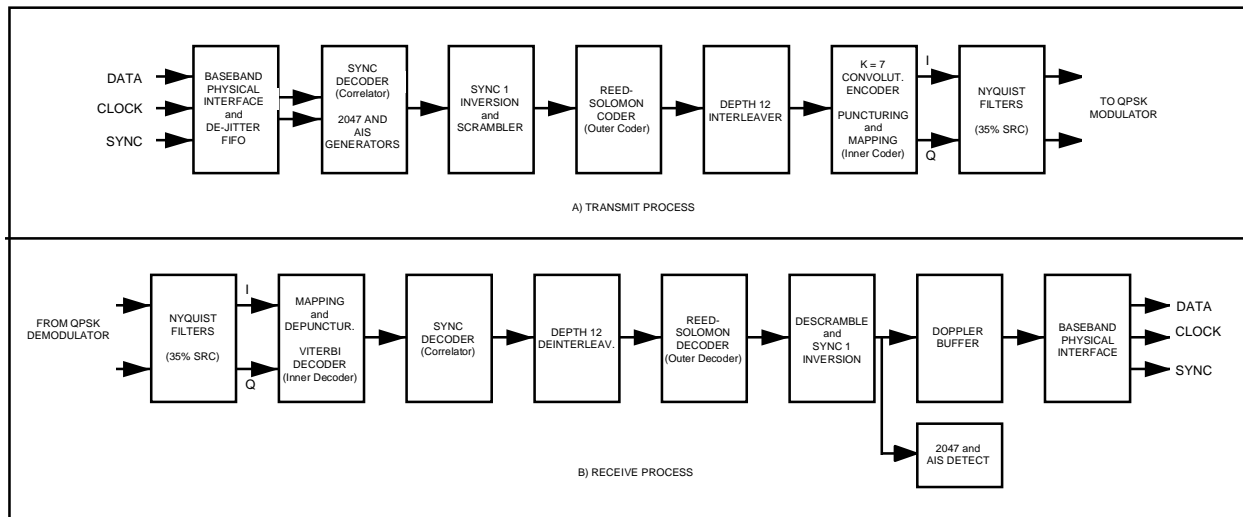 DATA
CLOCK
SYNC
BASEBAND
PHYSICAL
INTERFACE
and
DE-JITTER
FIFO
SYNC
DECODER
(Correlator)
2047 AND
AIS
GENERATORS
SYNC 1
INVERSION
and
SCRAMBLER
REED-
SOLOMON
CODER
(Outer Coder)
DEPTH 12
INTERLEAVER
K = 7
CONVOLUT.
ENCODER
PUNCTURING
and
MAPPING
(Inner Coder)
I
Q
NYQUIST
FILTERS
(35% SRC)
TO QPSK
MODULATOR
A) TRANSMIT PROCESS
FROM QPSK
DEMODULATOR
NYQUIST
FILTERS
(35% SRC)
I
Q
MAPPING
and
DEPUNCTUR.
VITERBI
DECODER
(Inner Decoder)
SYNC
DECODER
(Correlator)
DEPTH 12
DEINTERLEAV.
REED-
SOLOMON
DECODER
(Outer Decoder)
DESCRAMBLE
and
SYNC 1
INVERSION
DOPPLER
BUFFER
BASEBAND
PHYSICAL
INTERFACE
DATA
CLOCK
SYNC
2047 and
AIS DETECT
B) RECEIVE PROCESS